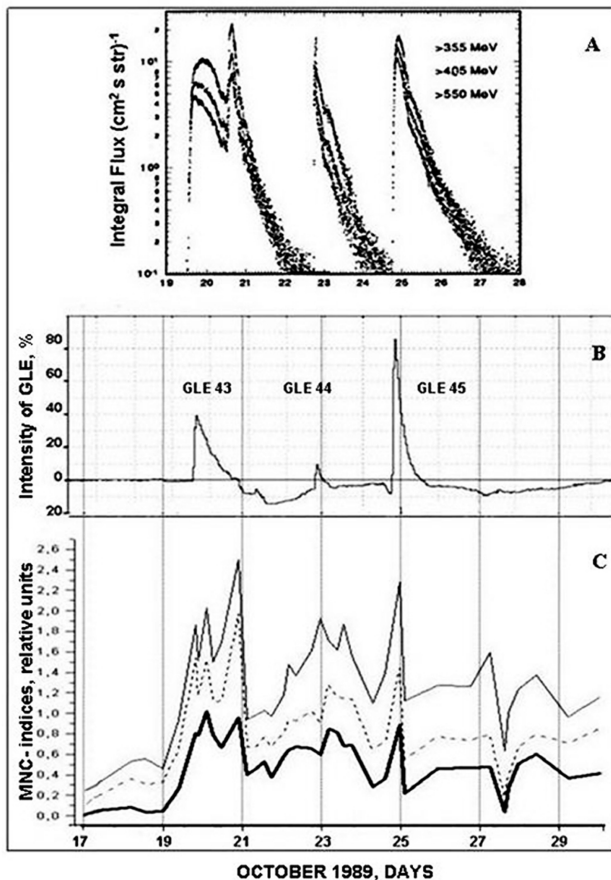 A
Integral Flux (cm² s str)⁻¹
>355 MeV
>405 MeV
>550 MeV
10¹
10⁰
10⁻¹
19 20 21 22 23 24 25 26 27 28
B
Intensity of GLE, %
80
60
40
20
0
20
GLE 43 GLE 44 GLE 45
C
MNC- indices, relative units
2,6
2,4
2,2
2,0
1,8
1,6
1,4
1,2
1,0
0,8
0,6
0,4
0,2
0,0
17 19 21 23 25 27 29
OCTOBER 1989, DAYS